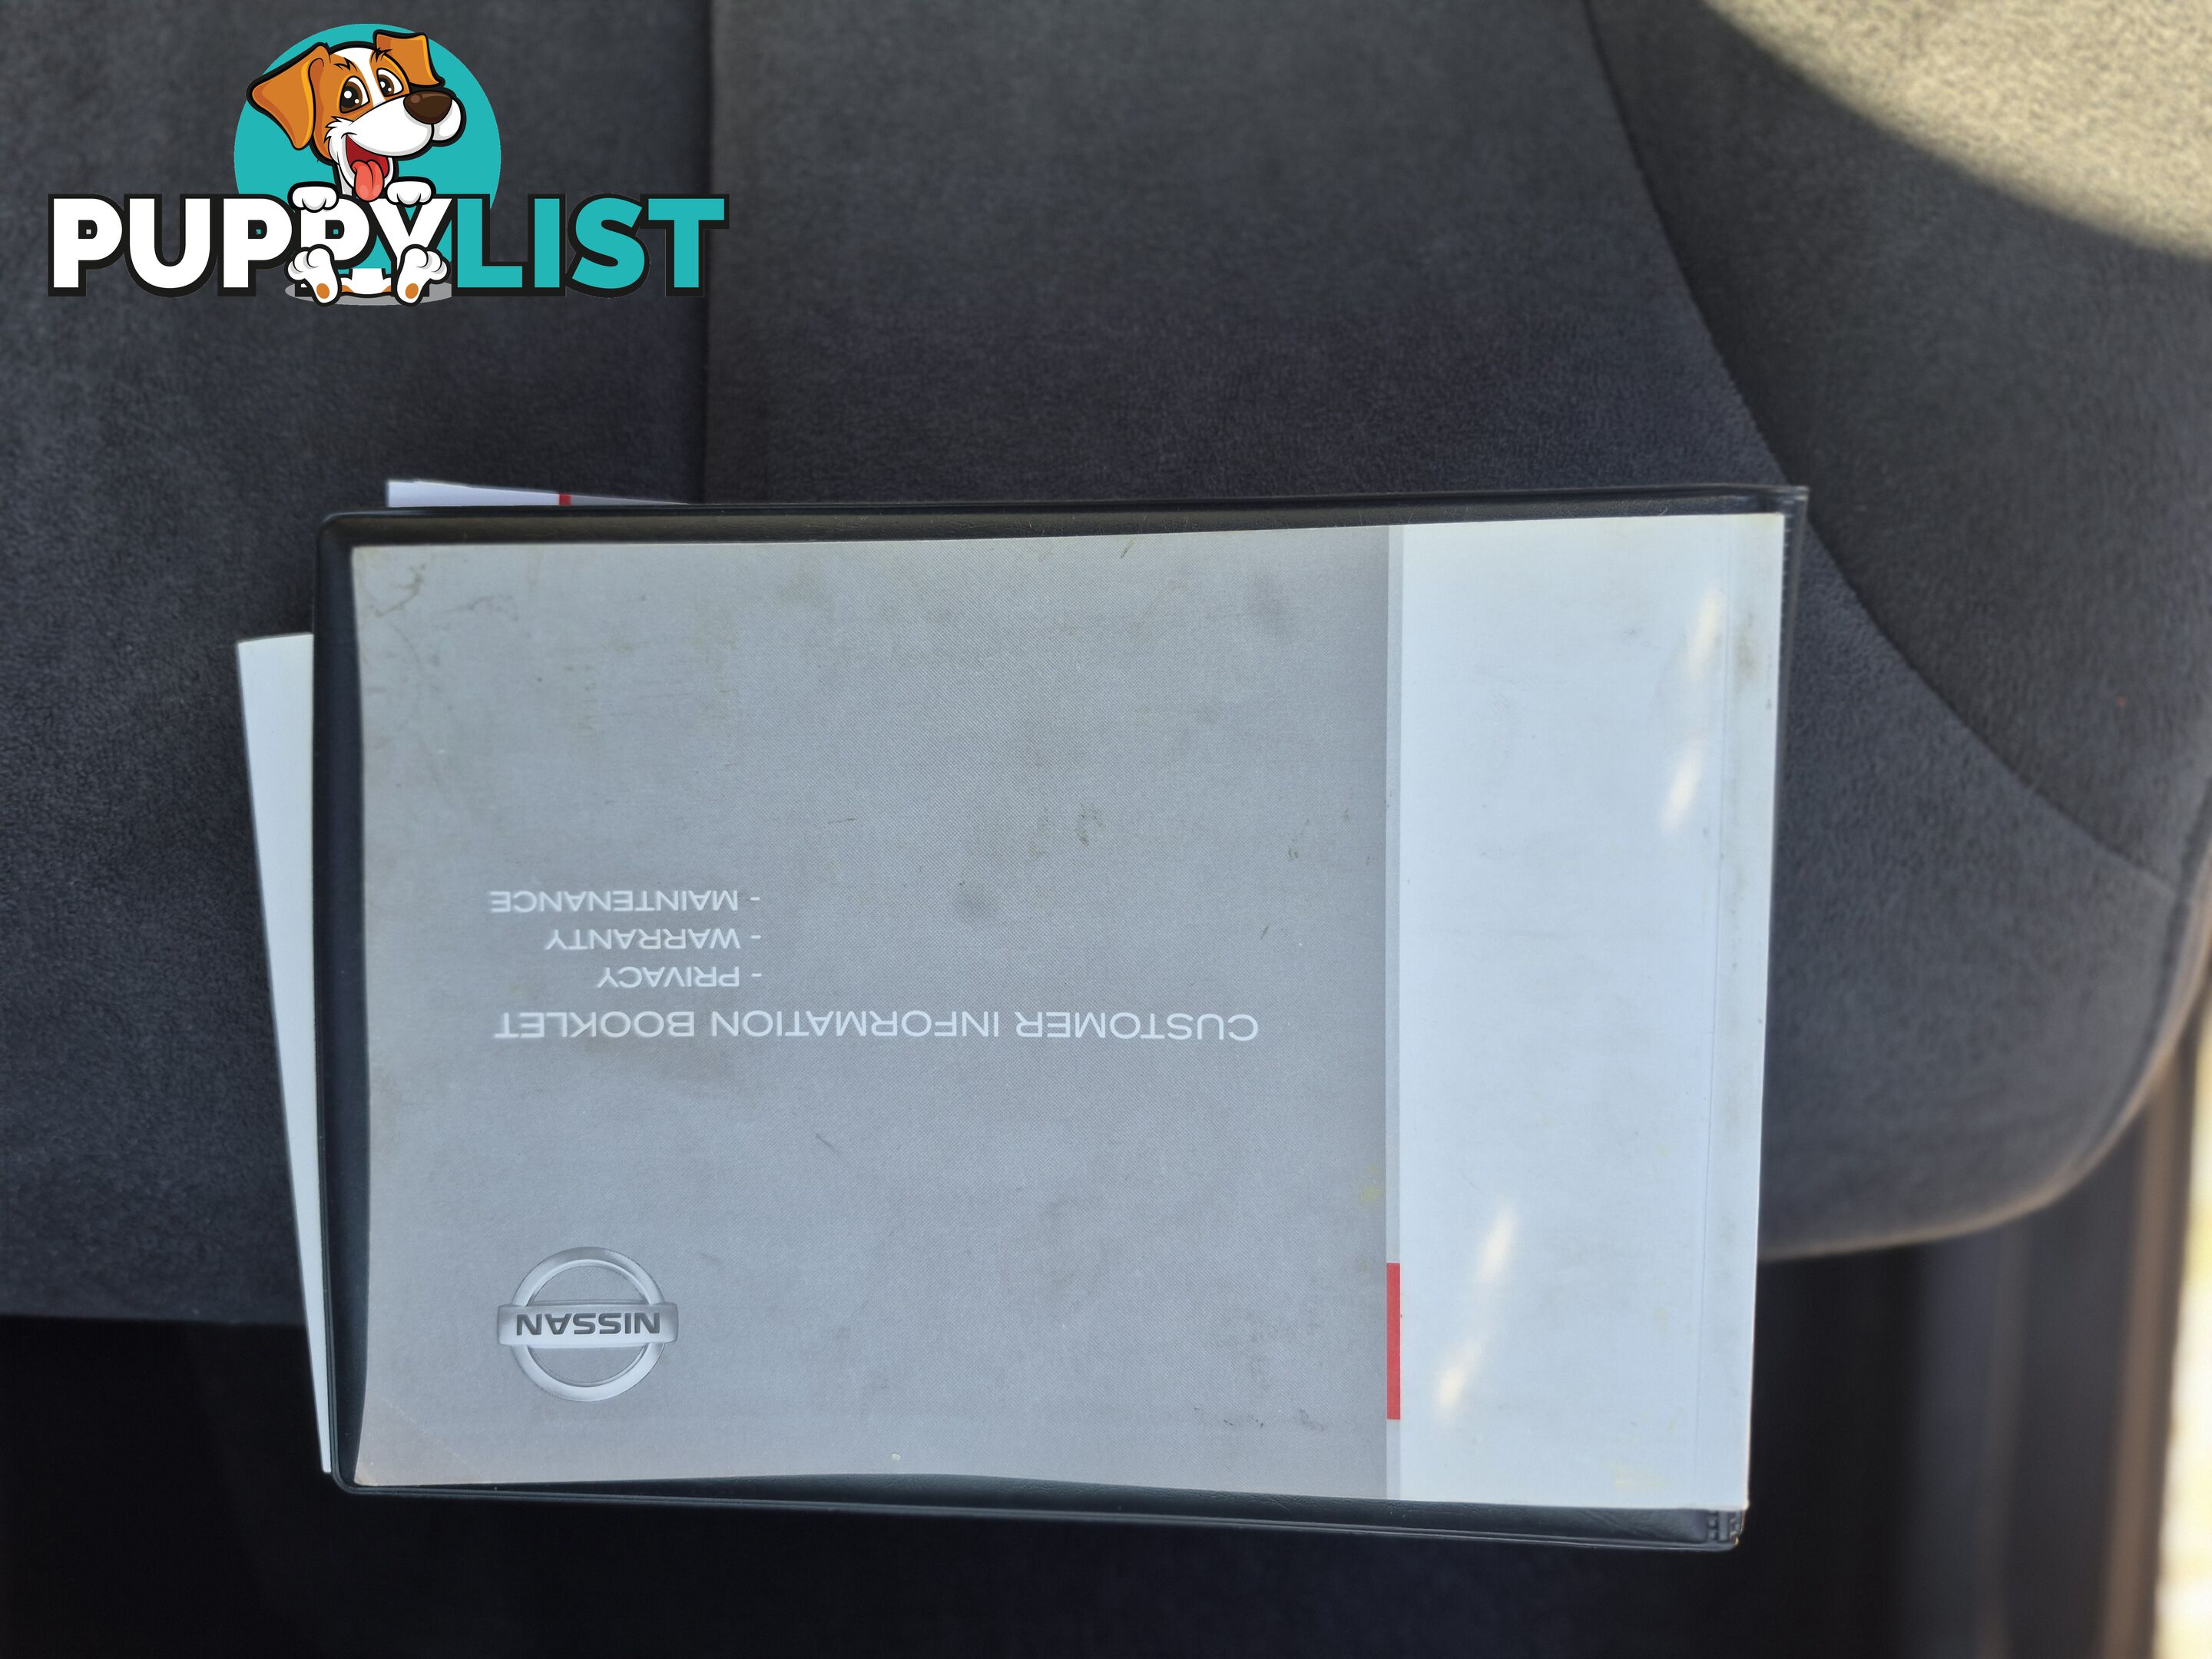 PUPPYLIST
NISSAN
CUSTOMER INFORMATION BOOKLET
- PRIVACY
- WARRANTY
- MAINTENANCE